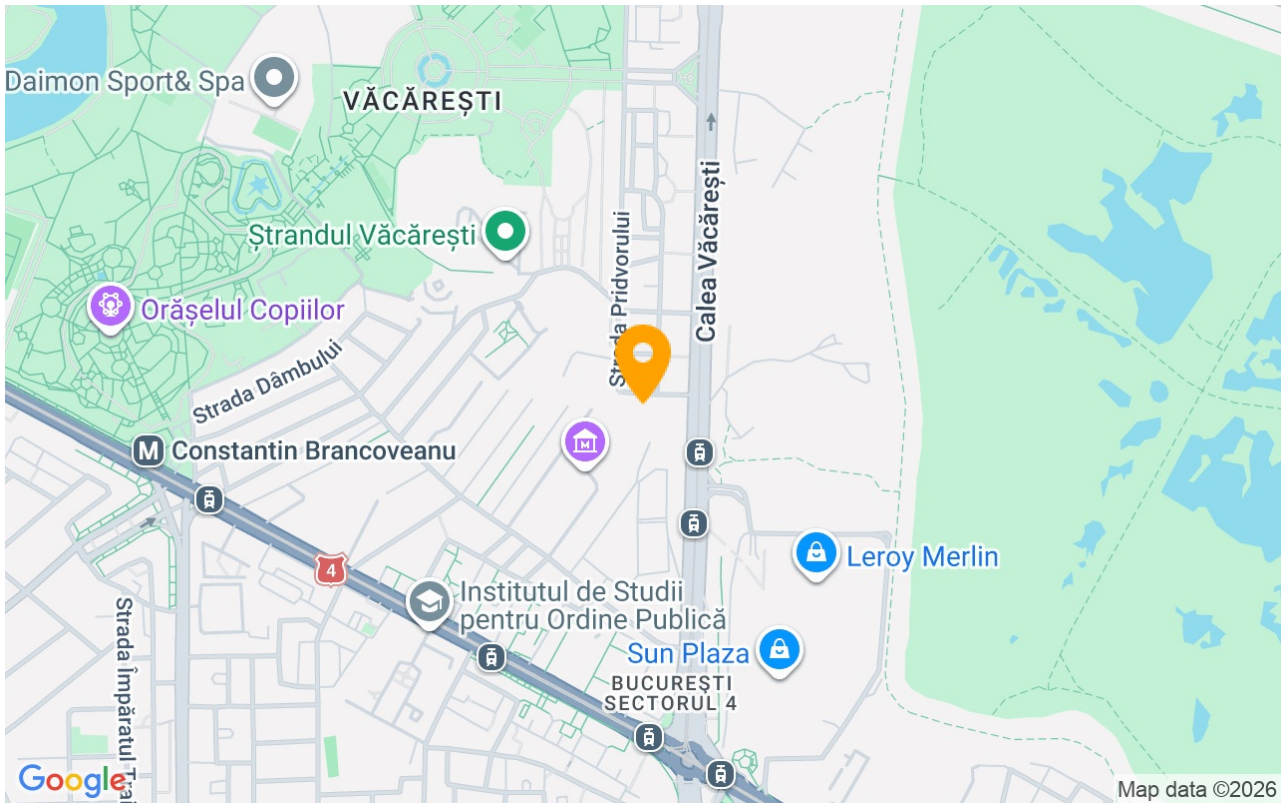 Daimon Sport& Spa
VĂCĂREȘTI
Ștrandul Văcărești
Strada Pridvorului
Calea Văcărești
Orășelul Copiilor
Strada Dâmbului
M
Constantin Brancoveanu
M
4
Leroy Merlin
Institutul de Studii
pentru Ordine Publică
Sun Plaza
BUCUREȘTI
SECTORUL 4
Strada Împăratul
Google
Map data ©2026